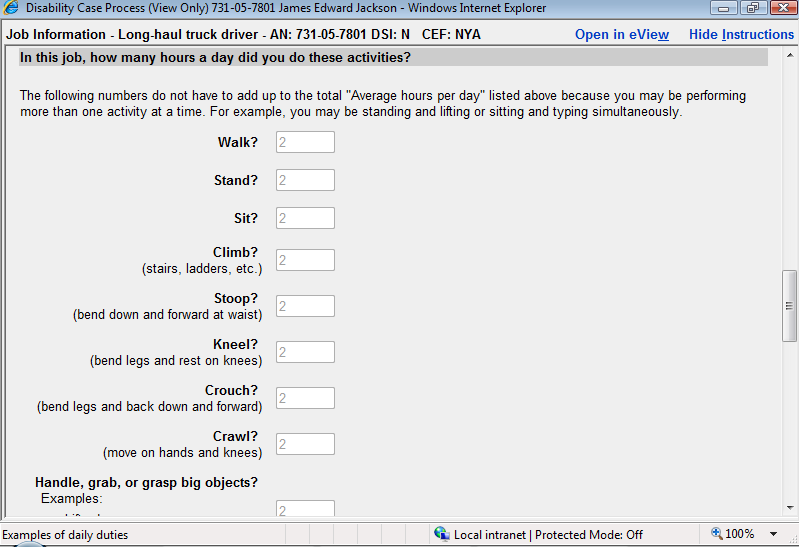 Disability Case Process (View Only) 731-05-7801 James Edward Jackson - Windows Internet Explorer
Job Information - Long-haul truck driver - AN: 731-05-7801 DSI: N CEF: NYA Open in eView Hide Instructions
In this job, how many hours a day did you do these activities?
The following numbers do not have to add up to the total "Average hours per day" listed above because you may be performing
more than one activity at a time. For example, you may be standing and lifting or sitting and typing simultaneously.
Walk? 2
Stand? 2
Sit? 2
Climb? 2
(stairs, ladders, etc.)
Stoop? 2
(bend down and forward at waist)
Kneel? 2
(bend legs and rest on knees)
Crouch? 2
(bend legs and back down and forward)
Crawl? 2
(move on hands and knees)
Handle, grab, or grasp big objects?
Examples:
2
Examples of daily duties Local intranet | Protected Mode: Off 100%